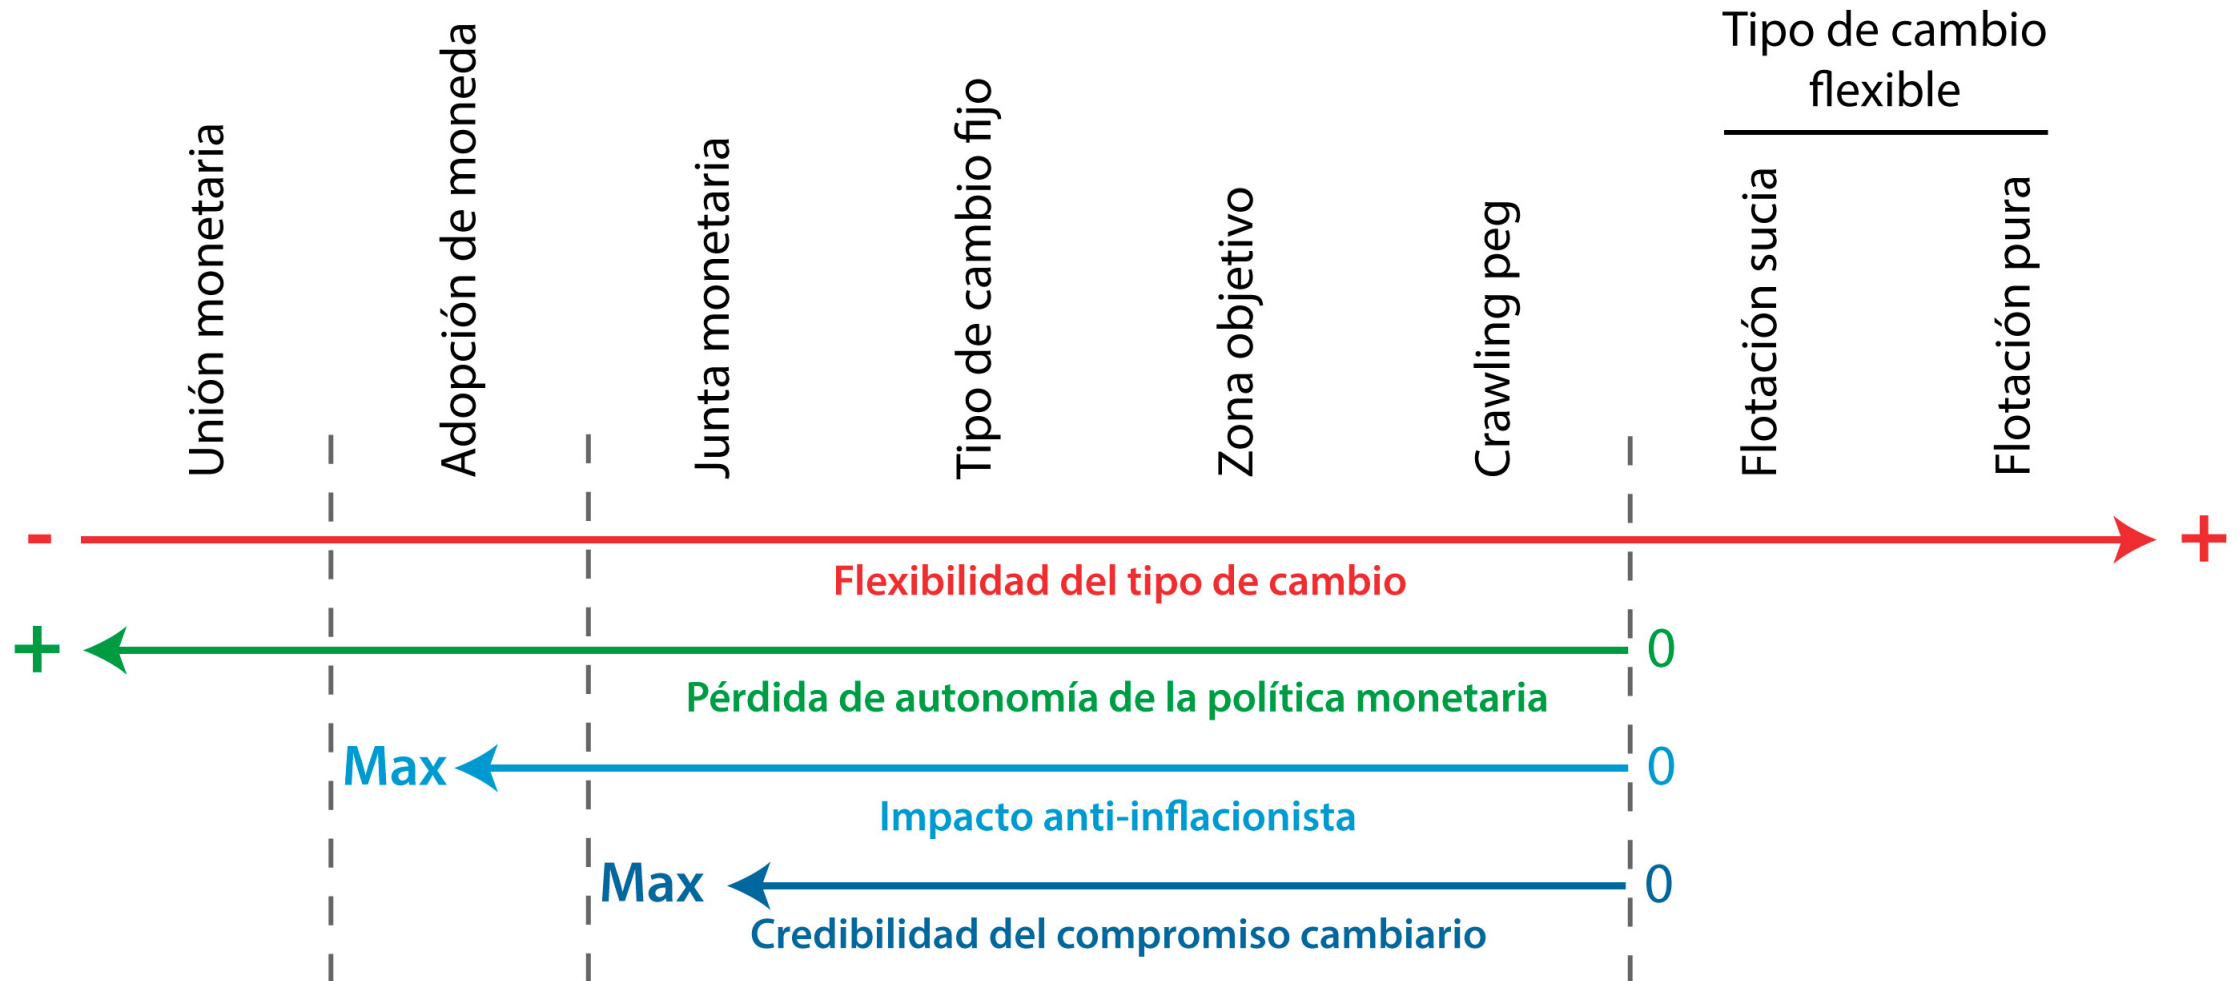 Tipo de cambio
flexible
Unión monetaria
Adopción de moneda
Junta monetaria
Tipo de cambio fijo
Zona objetivo
Crawling peg
Flotación sucia
Flotación pura
- +
Flexibilidad del tipo de cambio
+ 0
Pérdida de autonomía de la política monetaria
Max 0
Impacto anti-inflacionista
Max 0
Credibilidad del compromiso cambiario